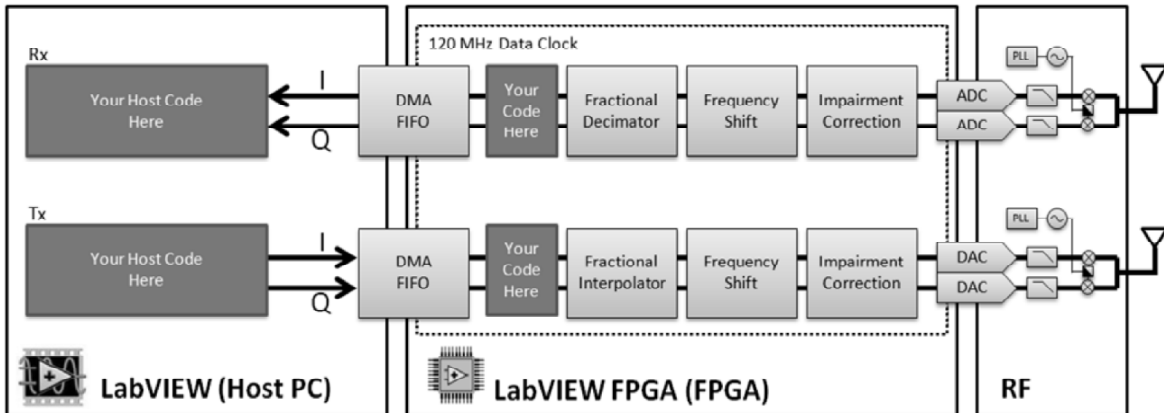 120 MHz Data Clock
Rx
Your Host Code
Here
I
Q
DMA
FIFO
Your
Code
Here
Fractional
Decimator
Frequency
Shift
Impairment
Correction
ADC
ADC
PLL
Tx
Your Host Code
Here
I
Q
DMA
FIFO
Your
Code
Here
Fractional
Interpolator
Frequency
Shift
Impairment
Correction
DAC
DAC
PLL
LabVIEW (Host PC)
LabVIEW FPGA (FPGA)
RF